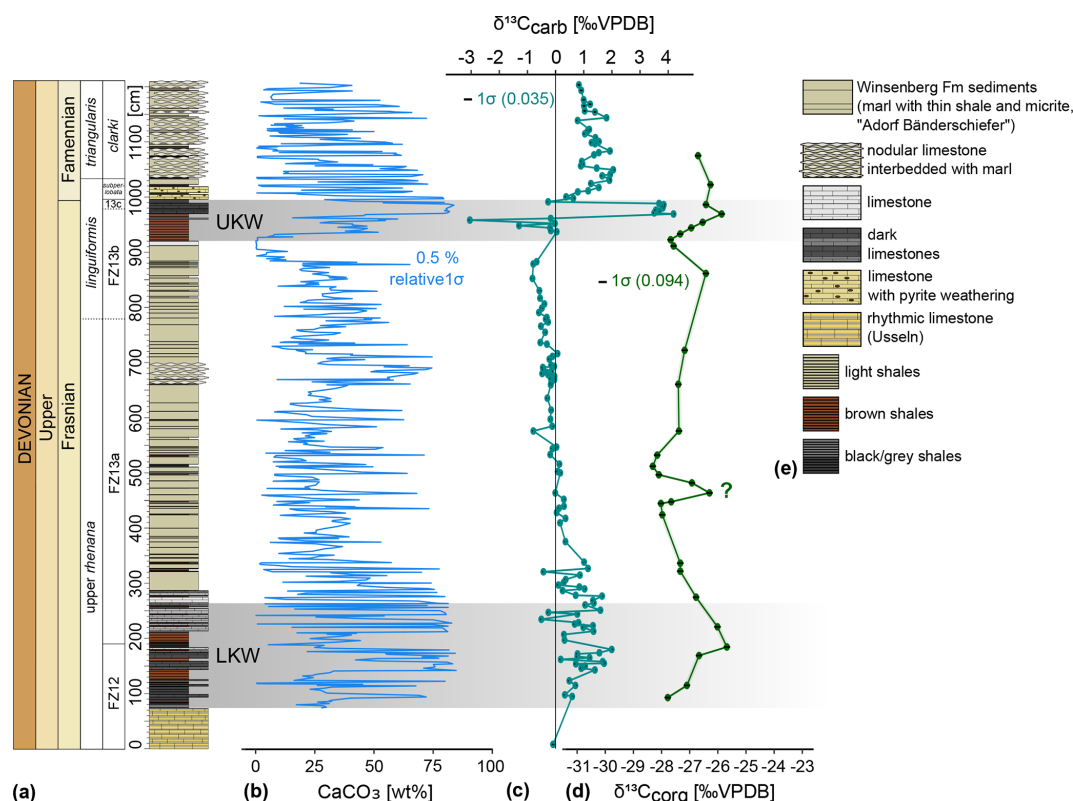 δ¹³Ccarb [‰VPDB]
-3 -2 -1 0 1 2 3 4
DEVONIAN
Upper
Famennian
Frasnian
triangularis
linguiformis
upper rhenana
clarki
subper-
lobata
13c
FZ13b
FZ13a
FZ12
[cm]
1100
1000
900
800
700
600
500
400
300
200
100
0
– 1σ (0.035)
UKW
0.5 %
relative1σ
– 1σ (0.094)
?
LKW
Winsenberg Fm sediments
(marl with thin shale and micrite,
"Adorf Bänderschiefer")
nodular limestone
interbedded with marl
limestone
dark
limestones
limestone
with pyrite weathering
rhythmic limestone
(Usseln)
light shales
brown shales
black/grey shales
(e)
0 25 50 75 100
-31 -30 -29 -28 -27 -26 -25 -24 -23
(a)
(b)
CaCO₃ [wt%]
(c)
(d)
δ¹³Ccorg [‰VPDB]